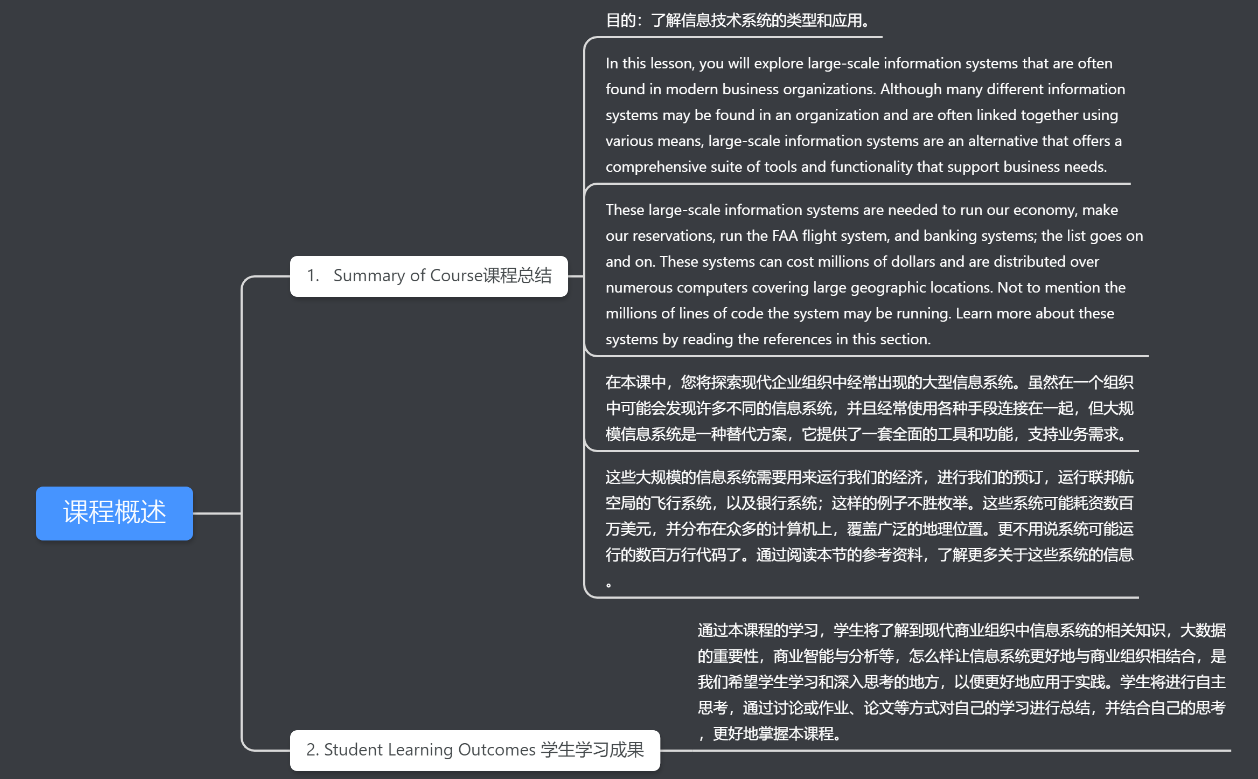 目的：了解信息技术系统的类型和应用。
In this lesson, you will explore large-scale information systems that are often
found in modern business organizations. Although many different information
systems may be found in an organization and are often linked together using
various means, large-scale information systems are an alternative that offers a
comprehensive suite of tools and functionality that support business needs.
These large-scale information systems are needed to run our economy, make
our reservations, run the FAA flight system, and banking systems; the list goes on
and on. These systems can cost millions of dollars and are distributed over
numerous computers covering large geographic locations. Not to mention the
millions of lines of code the system may be running. Learn more about these
systems by reading the references in this section.
1. Summary of Course课程总结
在本课中，您将探索现代企业组织中经常出现的大型信息系统。虽然在一个组织
中可能会发现许多不同的信息系统，并且经常使用各种手段连接在一起，但大规
模信息系统是一种替代方案，它提供了一套全面的工具和功能，支持业务需求。
这些大规模的信息系统需要用来运行我们的经济，进行我们的预订，运行联邦航
空局的飞行系统，以及银行系统；这样的例子不胜枚举。这些系统可能耗资数百
万美元，并分布在众多的计算机上，覆盖广泛的地理位置。更不用说系统可能运
行的数百万行代码了。通过阅读本节的参考资料，了解更多关于这些系统的信息
。
课程概述
通过本课程的学习，学生将了解到现代商业组织中信息系统的相关知识，大数据
的重要性，商业智能与分析等，怎么样让信息系统更好地与商业组织相结合，是
我们希望学生学习和深入思考的地方，以便更好地应用于实践。学生将进行自主
思考，通过讨论或作业、论文等方式对自己的学习进行总结，并结合自己的思考
，更好地掌握本课程。
2. Student Learning Outcomes 学生学习成果